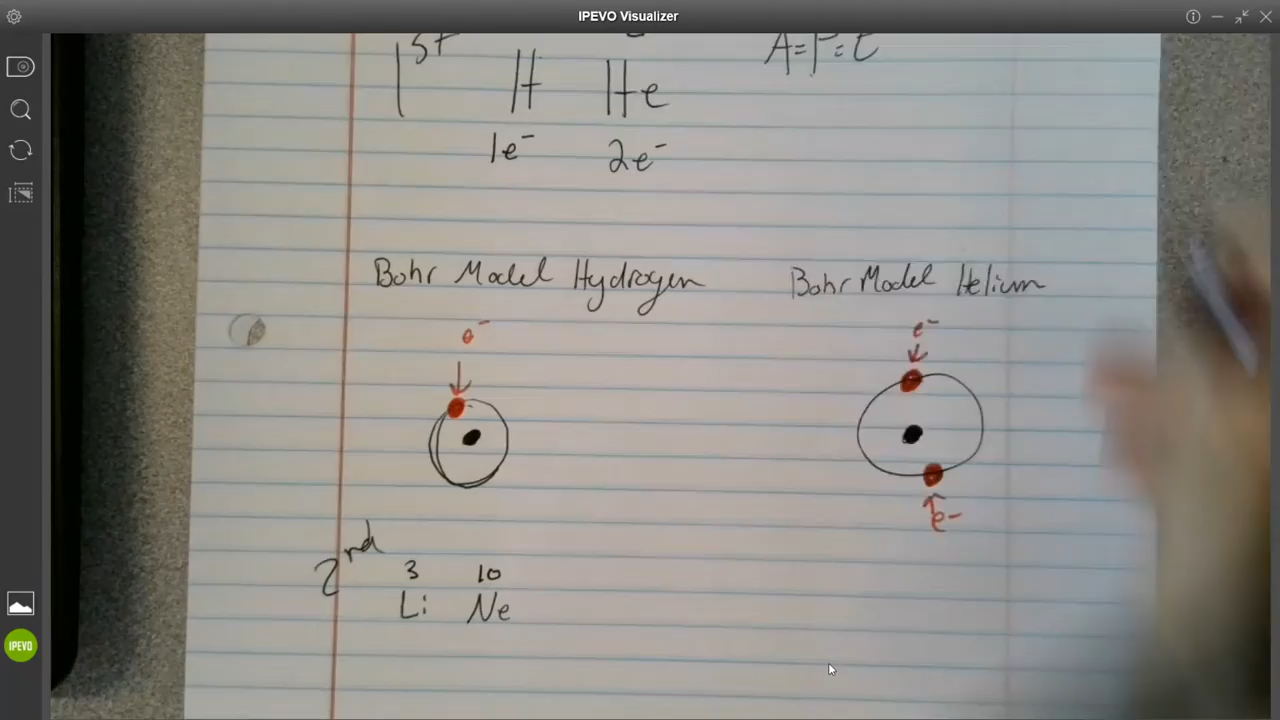 IPEVO Visualizer
1st H He
A=P=E
1e⁻ 2e⁻
Bohr Model Hydrogen
Bohr Model Helium
e⁻
e⁻
e-
2nd
3 10
Li Ne
IPEVO